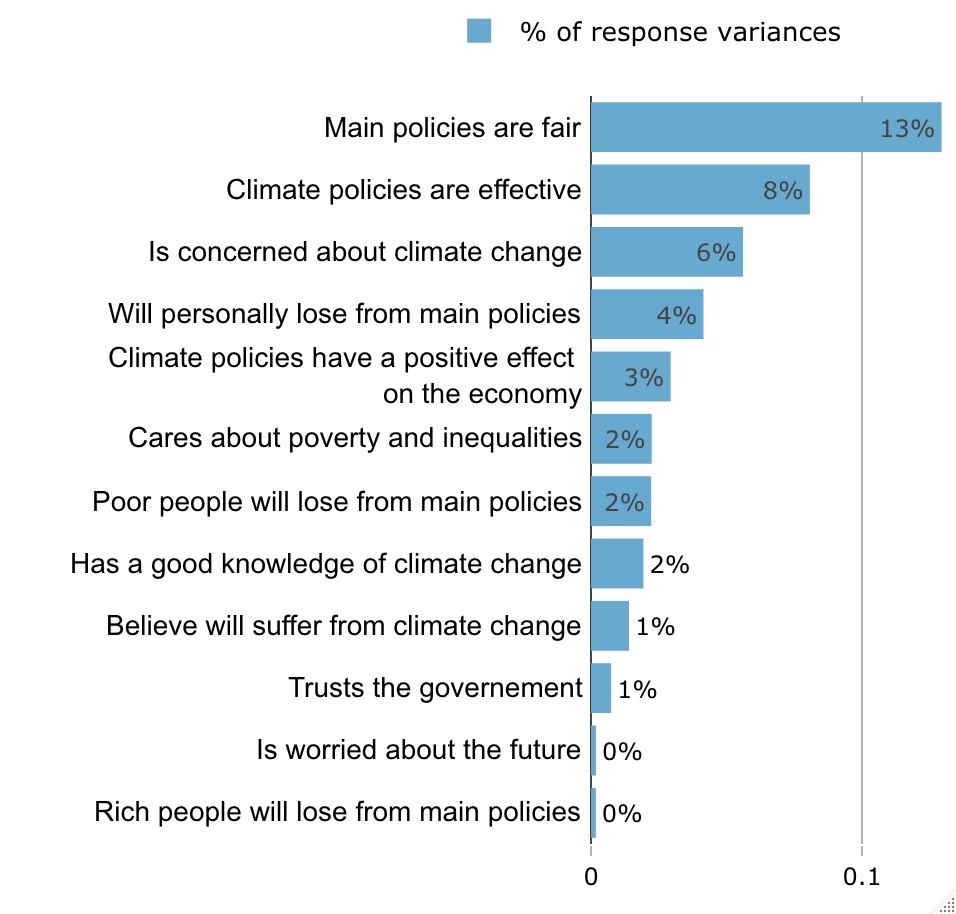 % of response variances
Main policies are fair 13%
Climate policies are effective 8%
Is concerned about climate change 6%
Will personally lose from main policies 4%
Climate policies have a positive effect
on the economy 3%
Cares about poverty and inequalities 2%
Poor people will lose from main policies 2%
Has a good knowledge of climate change 2%
Believe will suffer from climate change 1%
Trusts the governement 1%
Is worried about the future 0%
Rich people will lose from main policies 0%
0 0.1